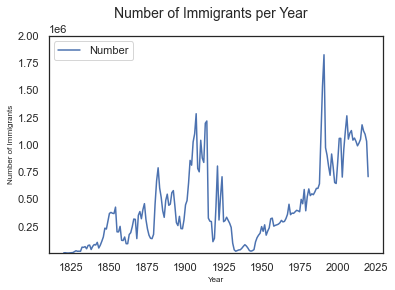 Number of Immigrants per Year
1e6
2.00
Number
1.75
1.50
1.25
1.00
0.75
0.50
0.25
Number of Immigrants
1825 1850 1875 1900 1925 1950 1975 2000 2025
Year